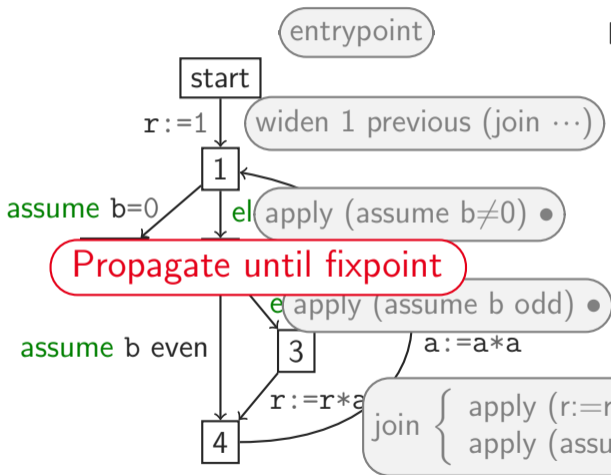 entrypoint
start
r:=1
widen 1 previous (join ⋯)
1
assume b=0
el
apply (assume b≠0) •
Propagate until fixpoint
e
apply (assume b odd) •
assume b even
3
a:=a*a
r:=r*a
4
join { apply (r:=r
apply (assu